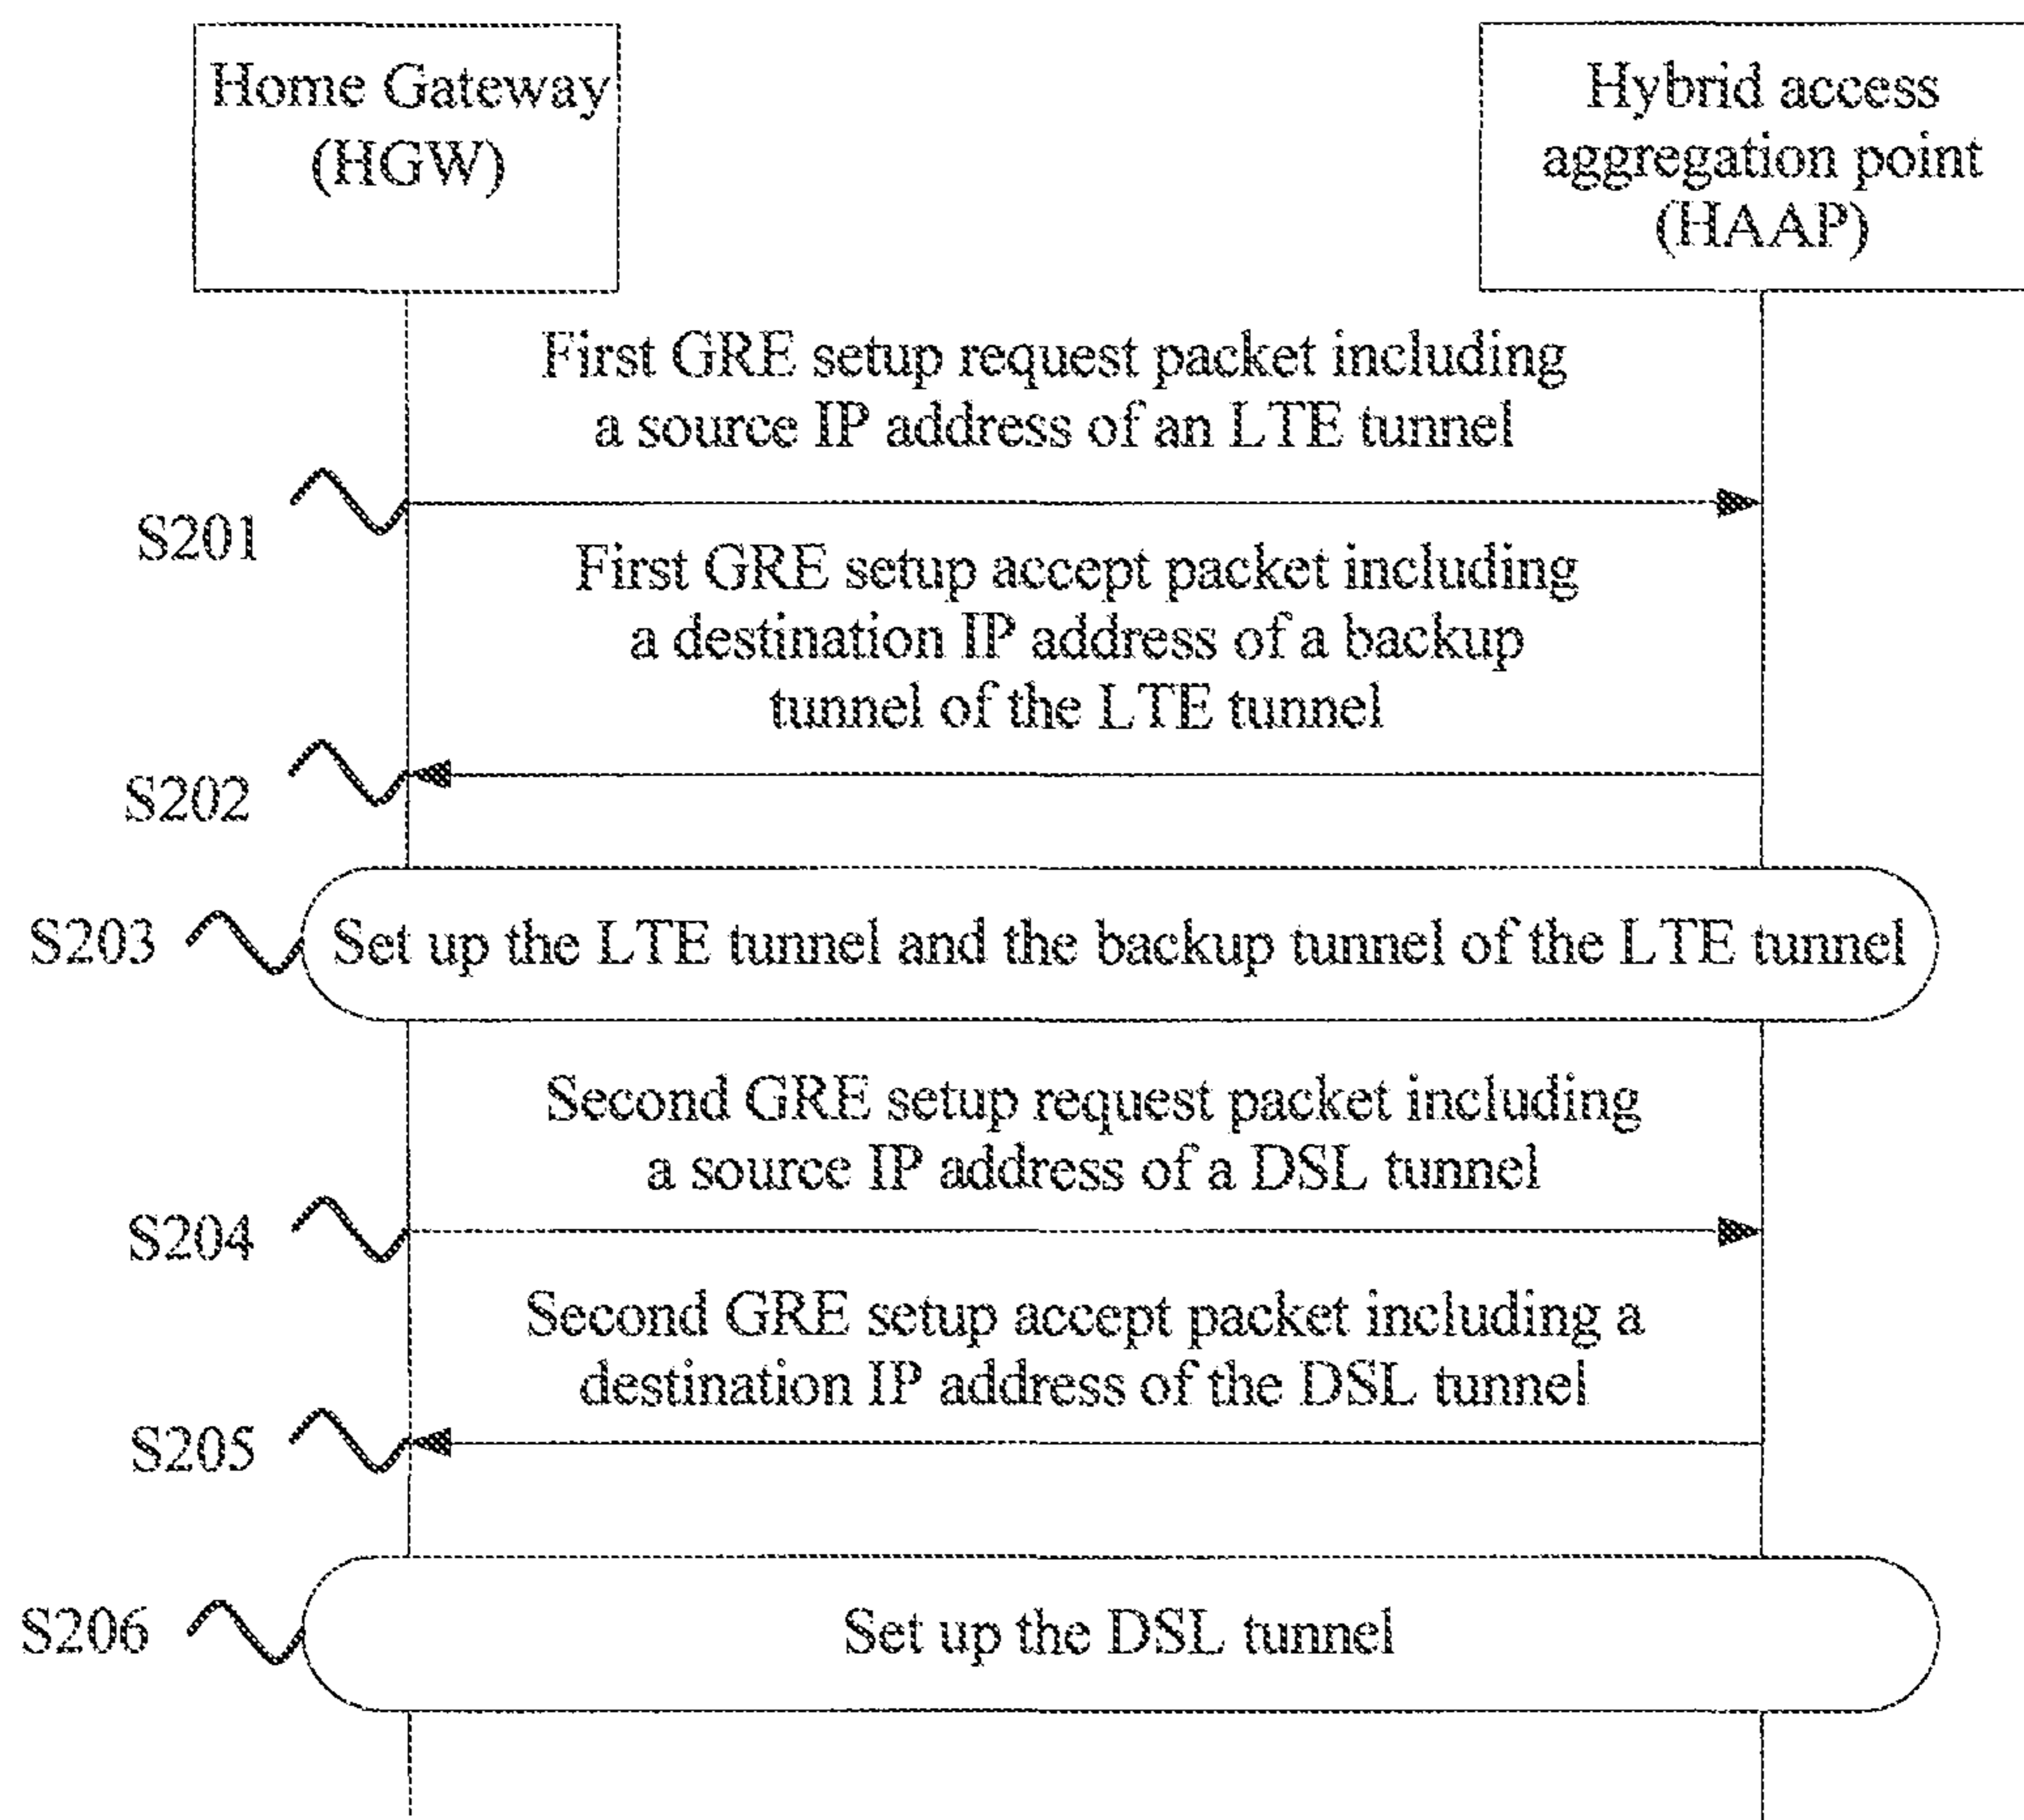 Home Gateway
(HGW)
Hybrid access
aggregation point
(HAAP)
First GRE setup request packet including
a source IP address of an LTE tunnel
S201
First GRE setup accept packet including
a destination IP address of a backup
tunnel of the LTE tunnel
S202
S203
Set up the LTE tunnel and the backup tunnel of the LTE tunnel
Second GRE setup request packet including
a source IP address of a DSL tunnel
S204
Second GRE setup accept packet including a
destination IP address of the DSL tunnel
S205
S206
Set up the DSL tunnel